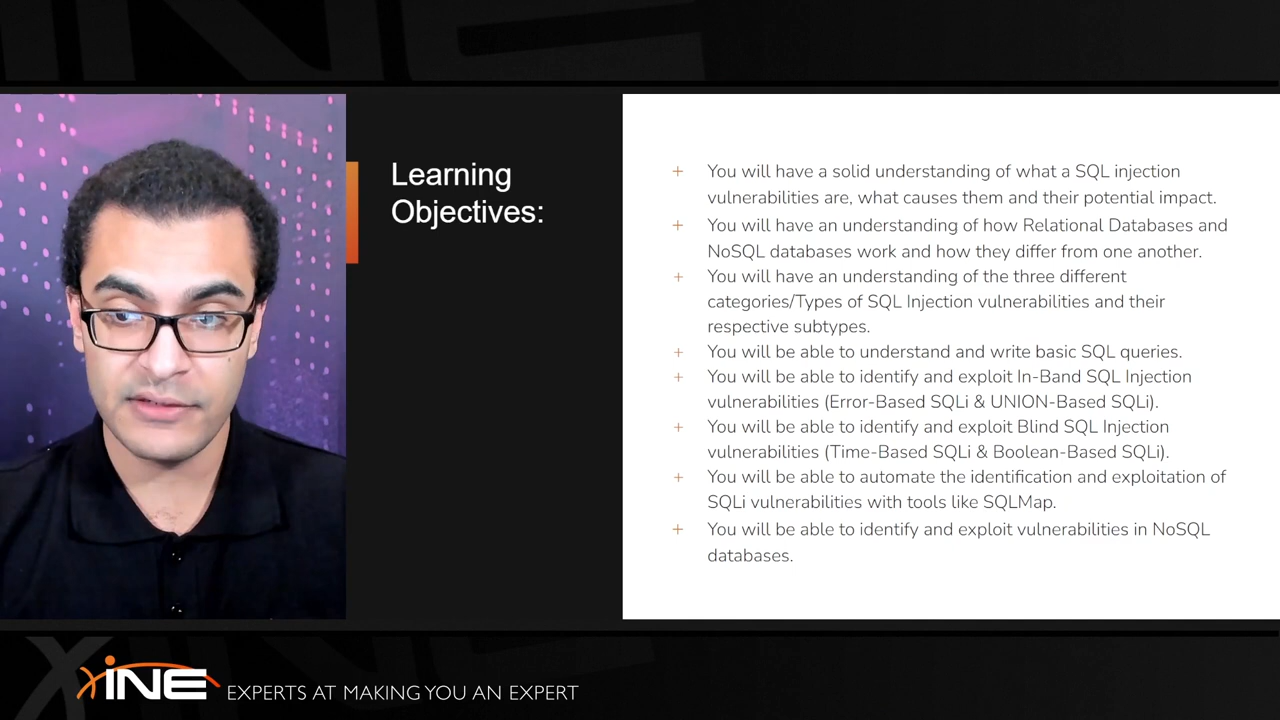 Learning
Objectives:
+ You will have a solid understanding of what a SQL injection
vulnerabilities are, what causes them and their potential impact.
+ You will have an understanding of how Relational Databases and
NoSQL databases work and how they differ from one another.
+ You will have an understanding of the three different
categories/Types of SQL Injection vulnerabilities and their
respective subtypes.
+ You will be able to understand and write basic SQL queries.
+ You will be able to identify and exploit In-Band SQL Injection
vulnerabilities (Error-Based SQLi & UNION-Based SQLi).
+ You will be able to identify and exploit Blind SQL Injection
vulnerabilities (Time-Based SQLi & Boolean-Based SQLi).
+ You will be able to automate the identification and exploitation of
SQLi vulnerabilities with tools like SQLMap.
+ You will be able to identify and exploit vulnerabilities in NoSQL
databases.
iNE EXPERTS AT MAKING YOU AN EXPERT